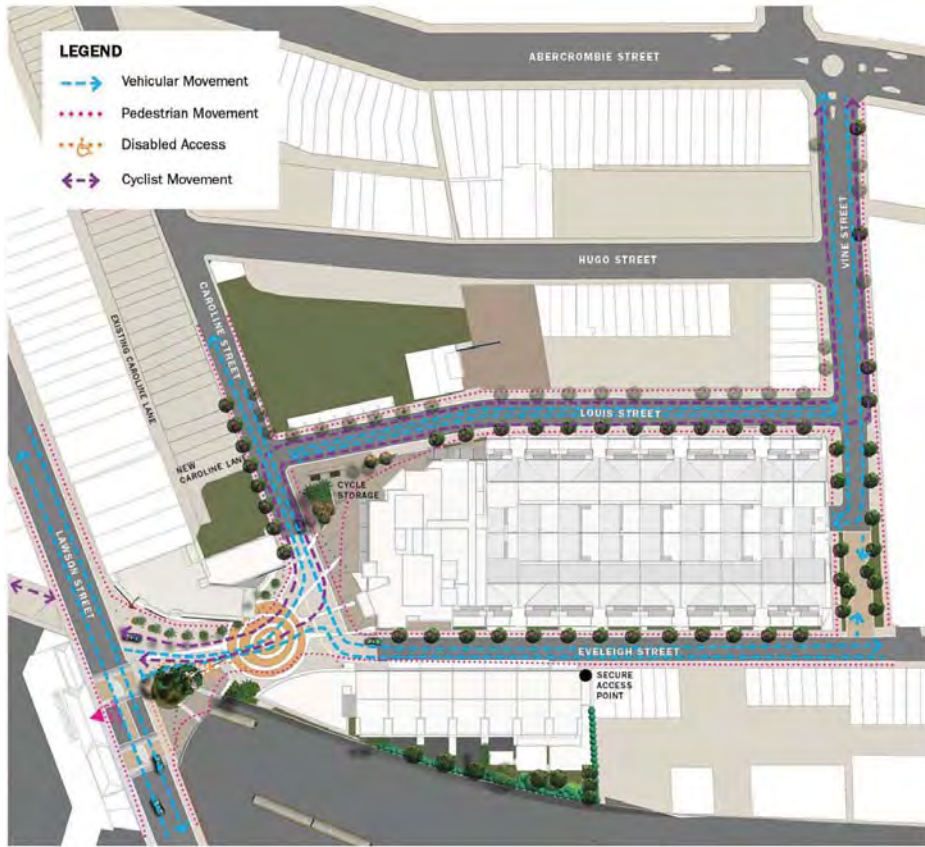 LEGEND
Vehicular Movement
Pedestrian Movement
Disabled Access
Cyclist Movement
ABERCROMBIE STREET
VINE STREET
HUGO STREET
CAROLINE STREET
EXISTING CAROLINE LANE
LOUIS STREET
NEW
CAROLINE LANE
CYCLE
STORAGE
LAWSON STREET
EVELEIGH STREET
SECURE
ACCESS
POINT